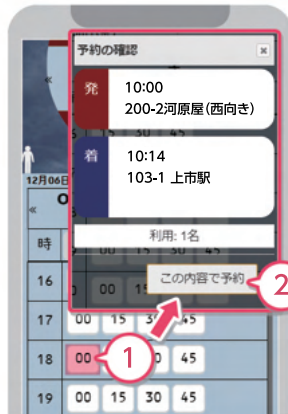 予約の確認
発 10:00
200-2河原屋(西向き)
着 10:14
103-1 上市駅
利用: 1名
この内容で予約
2
12月06日
«
時
16 00 15
17 00 15 30 45
18 00 1 45
19 00 15 30 45